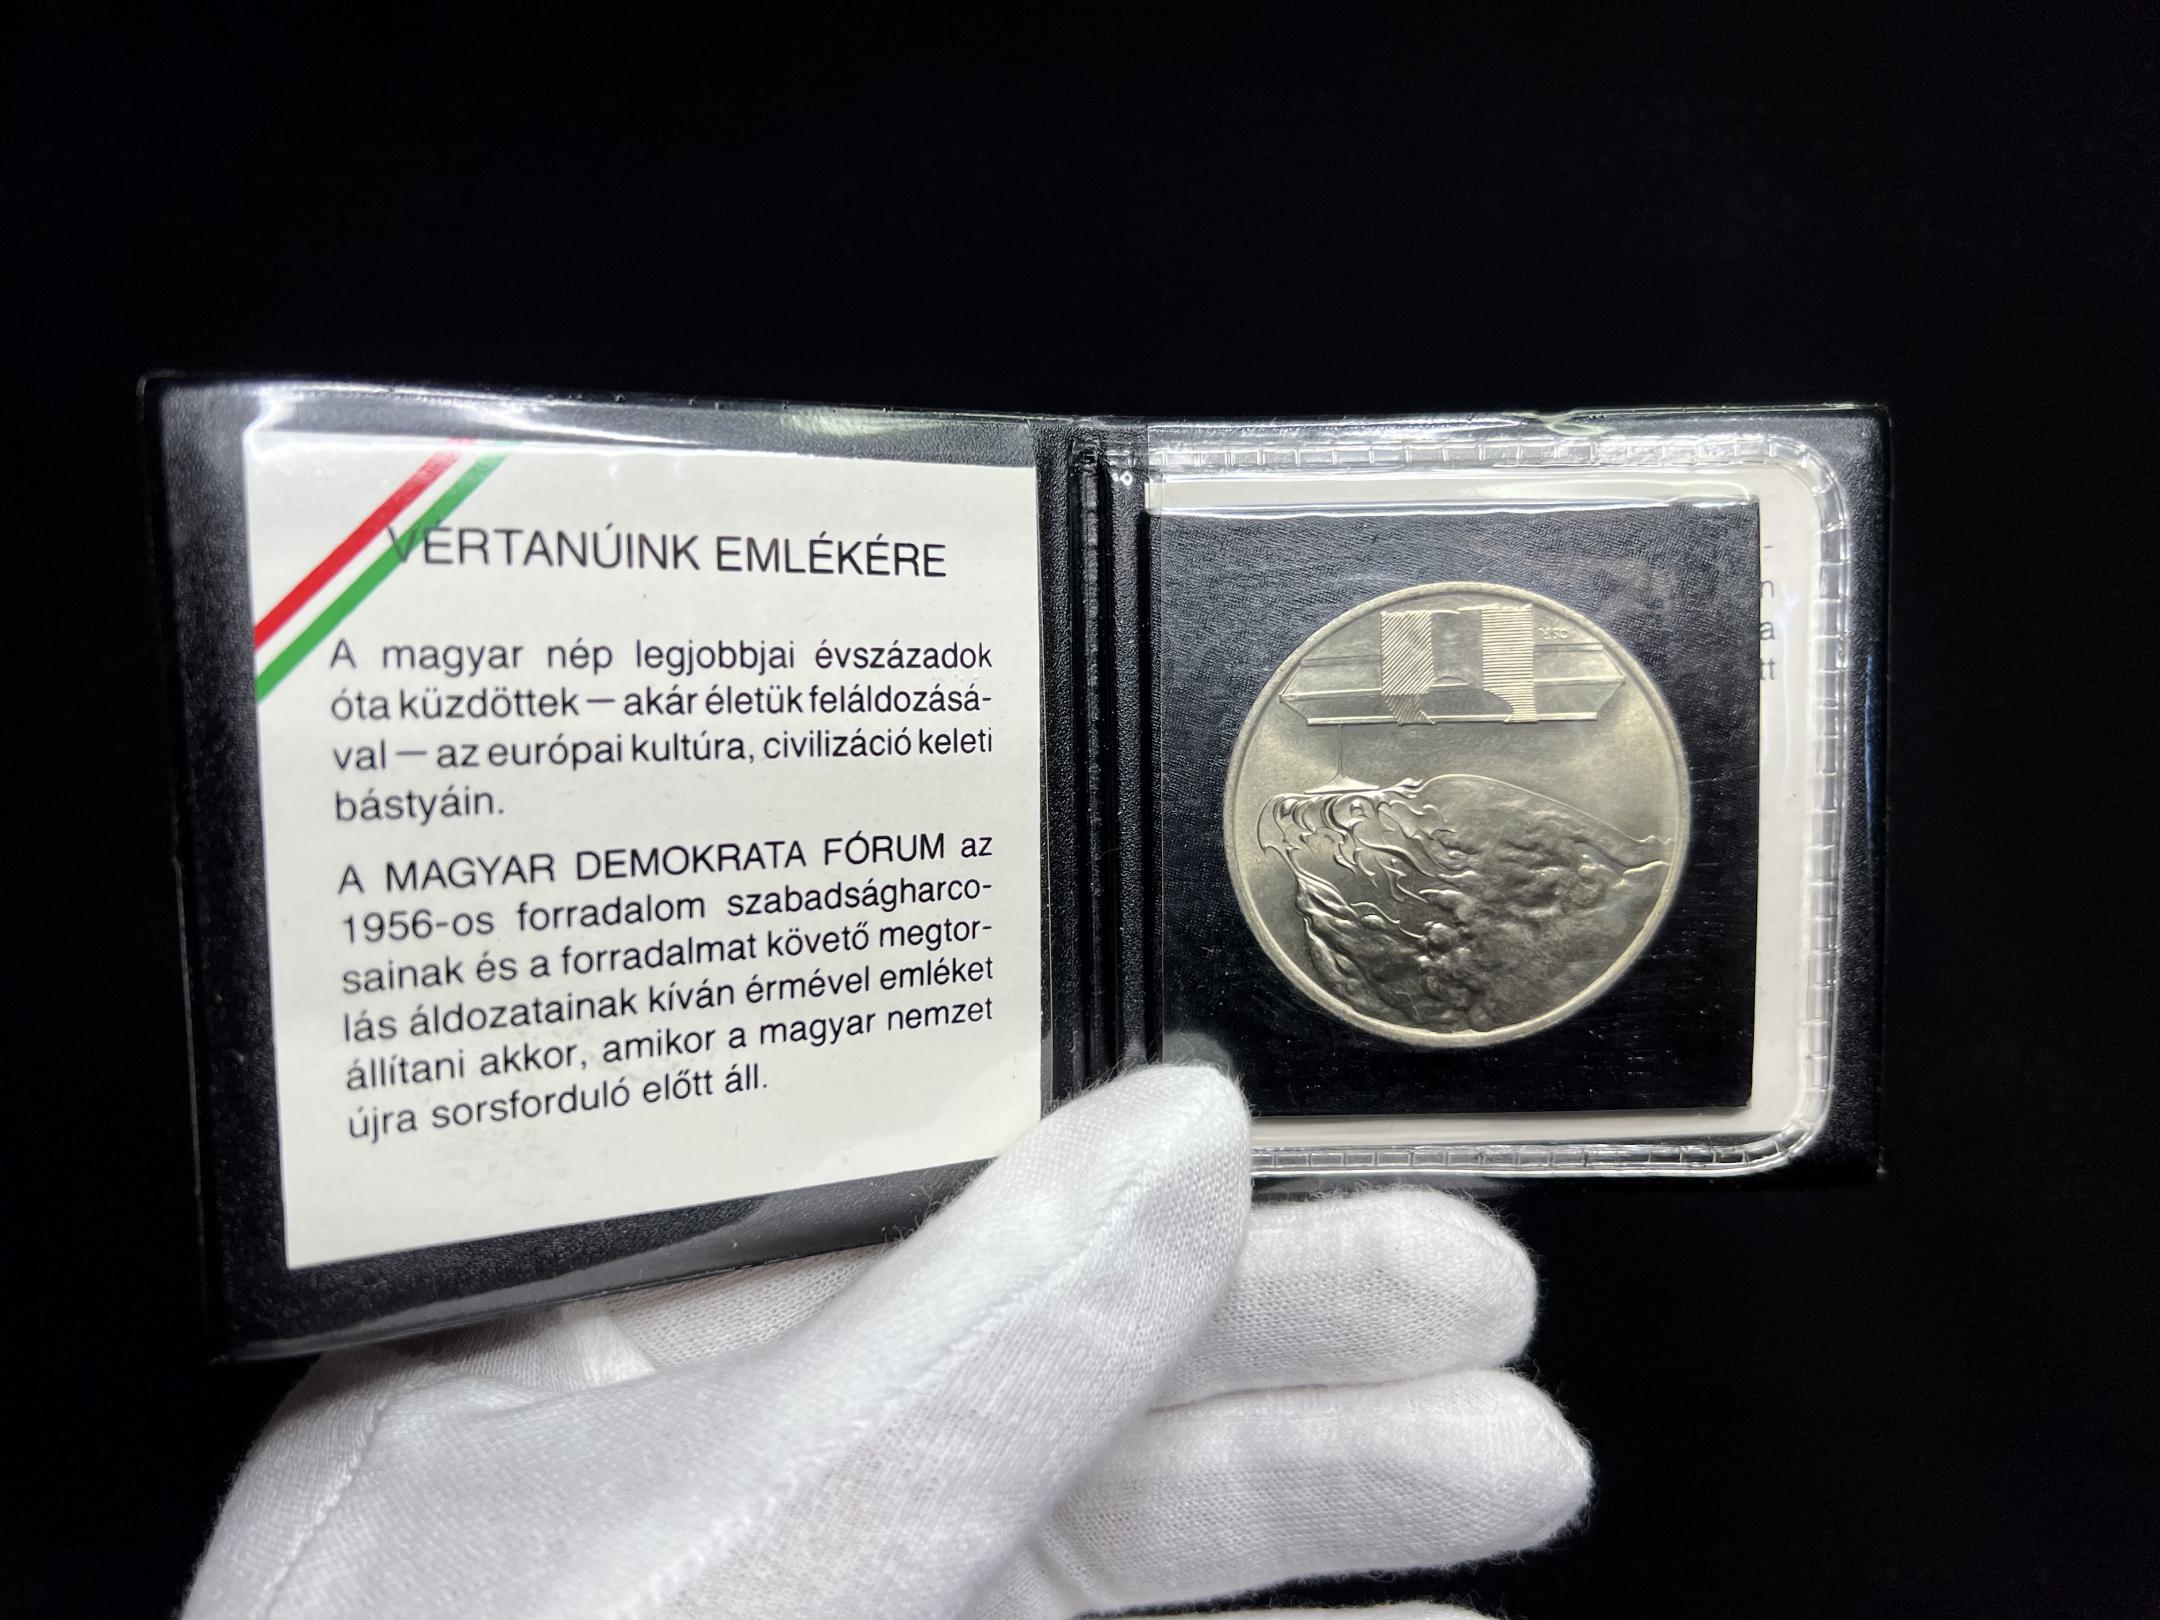 VÉRTANÚINK EMLÉKÉRE
A magyar nép legjobbjai évszázadok
óta küzdöttek — akár életük feláldozásá-
val — az európai kultúra, civilizáció keleti
bástyáin.
A MAGYAR DEMOKRATA FÓRUM az
1956-os forradalom szabadságharco-
sainak és a forradalmat követő megtor-
lás áldozatainak kíván érmével emléket
állítani akkor, amikor a magyar nemzet
újra sorsforduló előtt áll.
-
n
a
tt